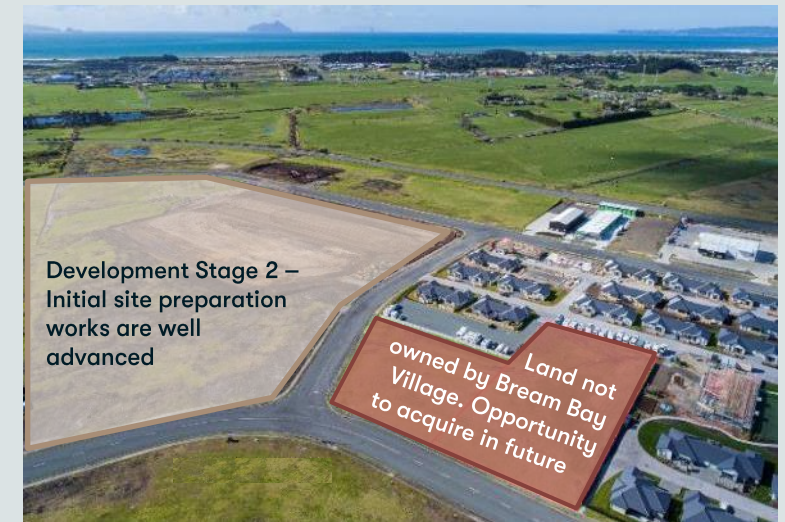 Development Stage 2 –
Initial site preparation
works are well
advanced
Land not
owned by Bream Bay
Village. Opportunity
to acquire in future